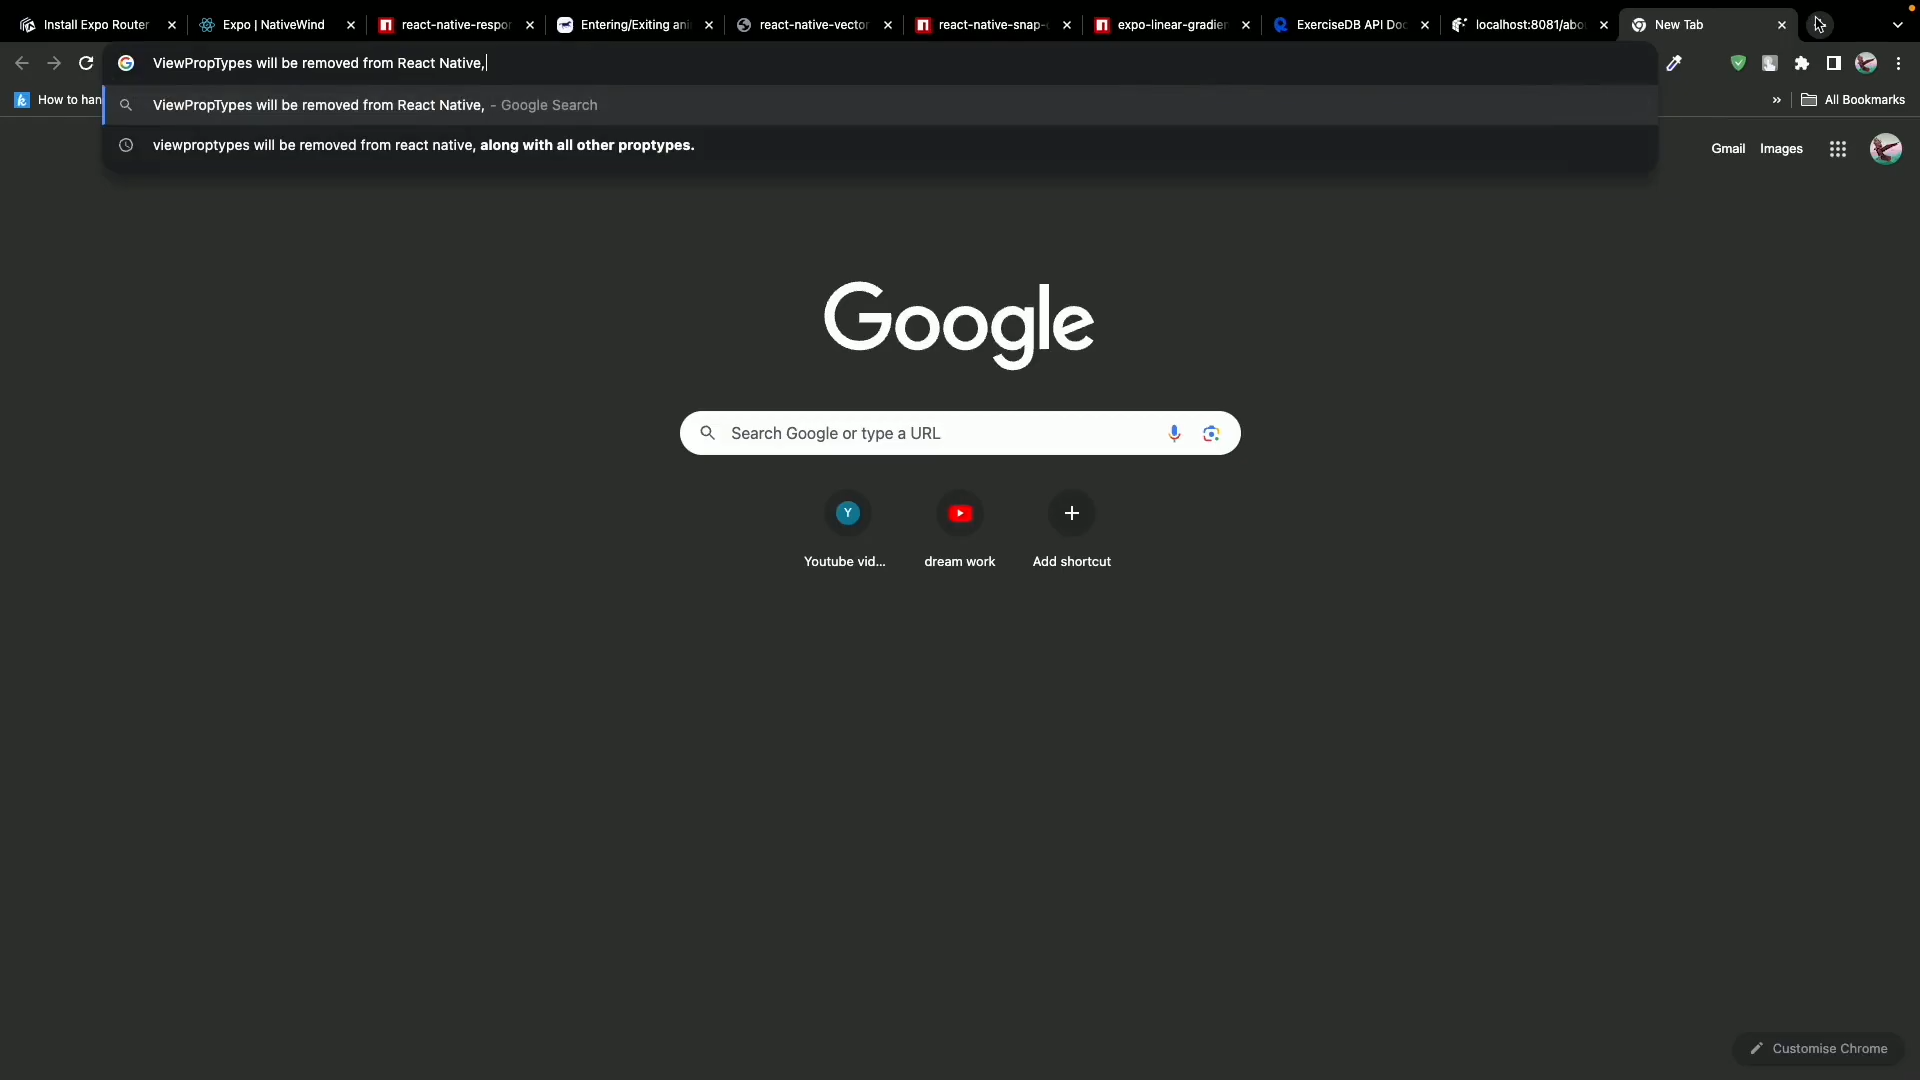 Install Expo Router
Expo | NativeWind
react-native-respor
Entering/Exiting ani
react-native-vector
react-native-snap-
expo-linear-gradien
ExerciseDB API Doc
localhost:8081/abo
New Tab
ViewPropTypes will be removed from React Native,
How to han
ViewPropTypes will be removed from React Native, - Google Search
» All Bookmarks
viewproptypes will be removed from react native, along with all other proptypes.
Gmail Images
Google
Search Google or type a URL
Y
Youtube vid...
dream work
Add shortcut
Customise Chrome